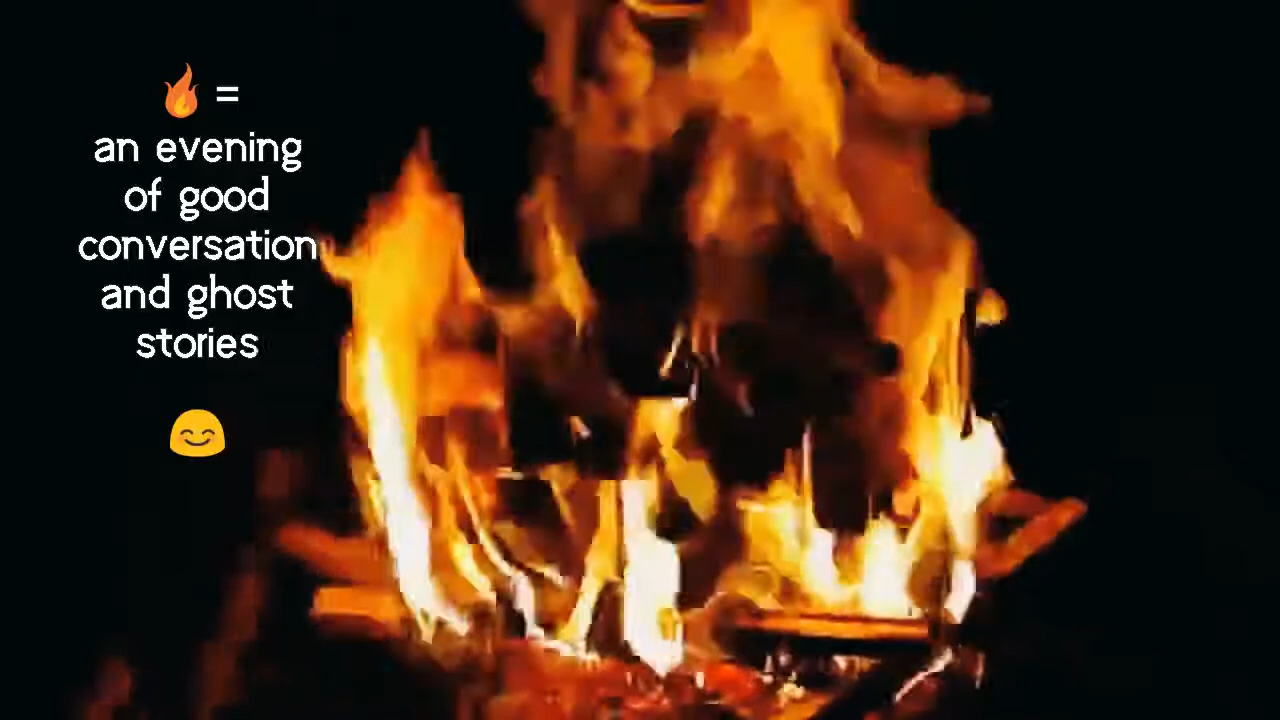 🔥 =
an evening
of good
conversation
and ghost
stories
😊